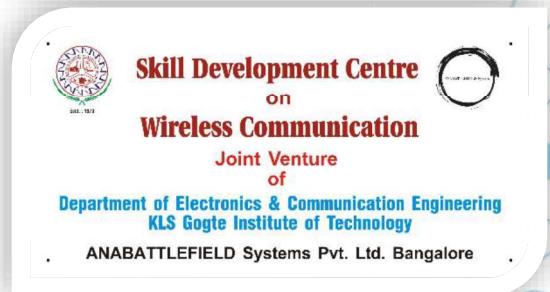 Skill Development Centre
on
Wireless Communication
Joint Venture
of
Department of Electronics & Communication Engineering
KLS Gogte Institute of Technology
ANABATTLEFIELD Systems Pvt. Ltd. Bangalore